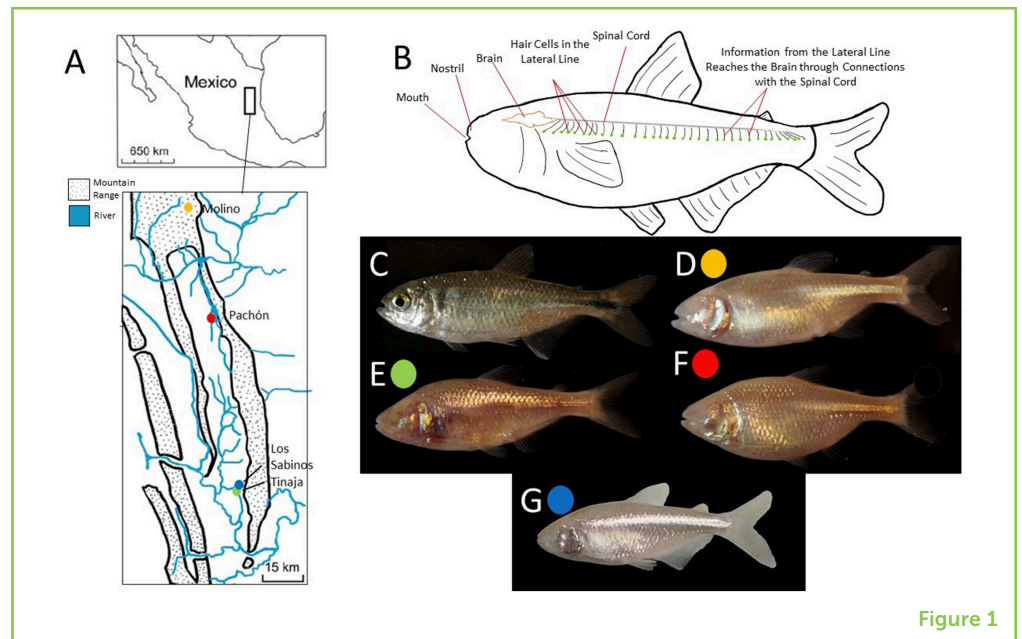 A
Mexico
650 km
Mountain
Range
River
Molino
Pachón
Los
Sabinos
Tinaja
15 km
B
Mouth
Nostril
Brain
Hair Cells in the
Lateral Line
Spinal Cord
Information from the Lateral Line
Reaches the Brain through Connections
with the Spinal Cord
C
D
E
F
G
Figure 1